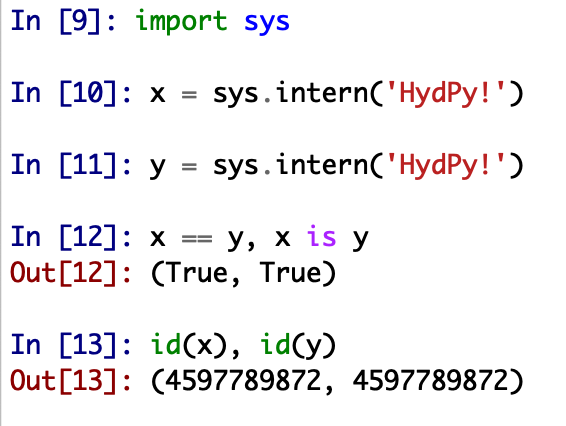 In [9]: import sys
In [10]: x = sys.intern('HydPy!')
In [11]: y = sys.intern('HydPy!')
In [12]: x == y, x is y
Out[12]: (True, True)
In [13]: id(x), id(y)
Out[13]: (4597789872, 4597789872)